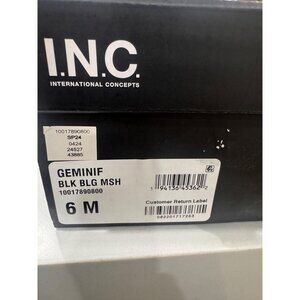 I.N.C.
INTERNATIONAL CONCEPTS
10017890800
SP24
0424
24527
43885
GEMINIF
BLK BLG MSH
10017890800
6 M
Customer Return Label